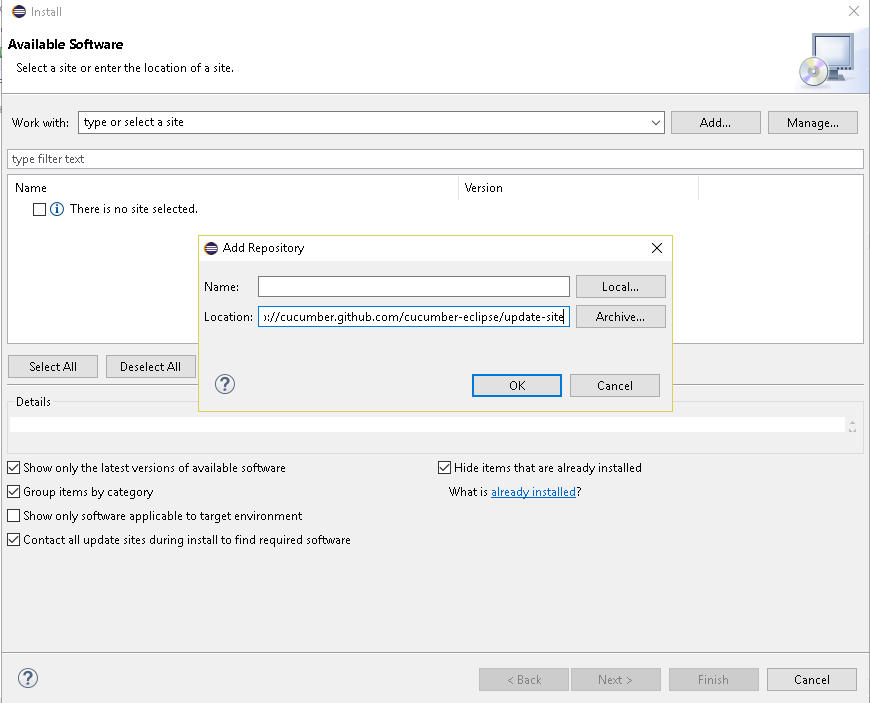 Install
Available Software
Select a site or enter the location of a site.
Work with: type or select a site Add... Manage...
type filter text
Name Version
There is no site selected.
Add Repository
Name: Local...
Location: ://cucumber.github.com/cucumber-eclipse/update-site Archive...
OK Cancel
Select All Deselect All
Details
Show only the latest versions of available software Hide items that are already installed
Group items by category What is already installed?
Show only software applicable to target environment
Contact all update sites during install to find required software
< Back Next > Finish Cancel